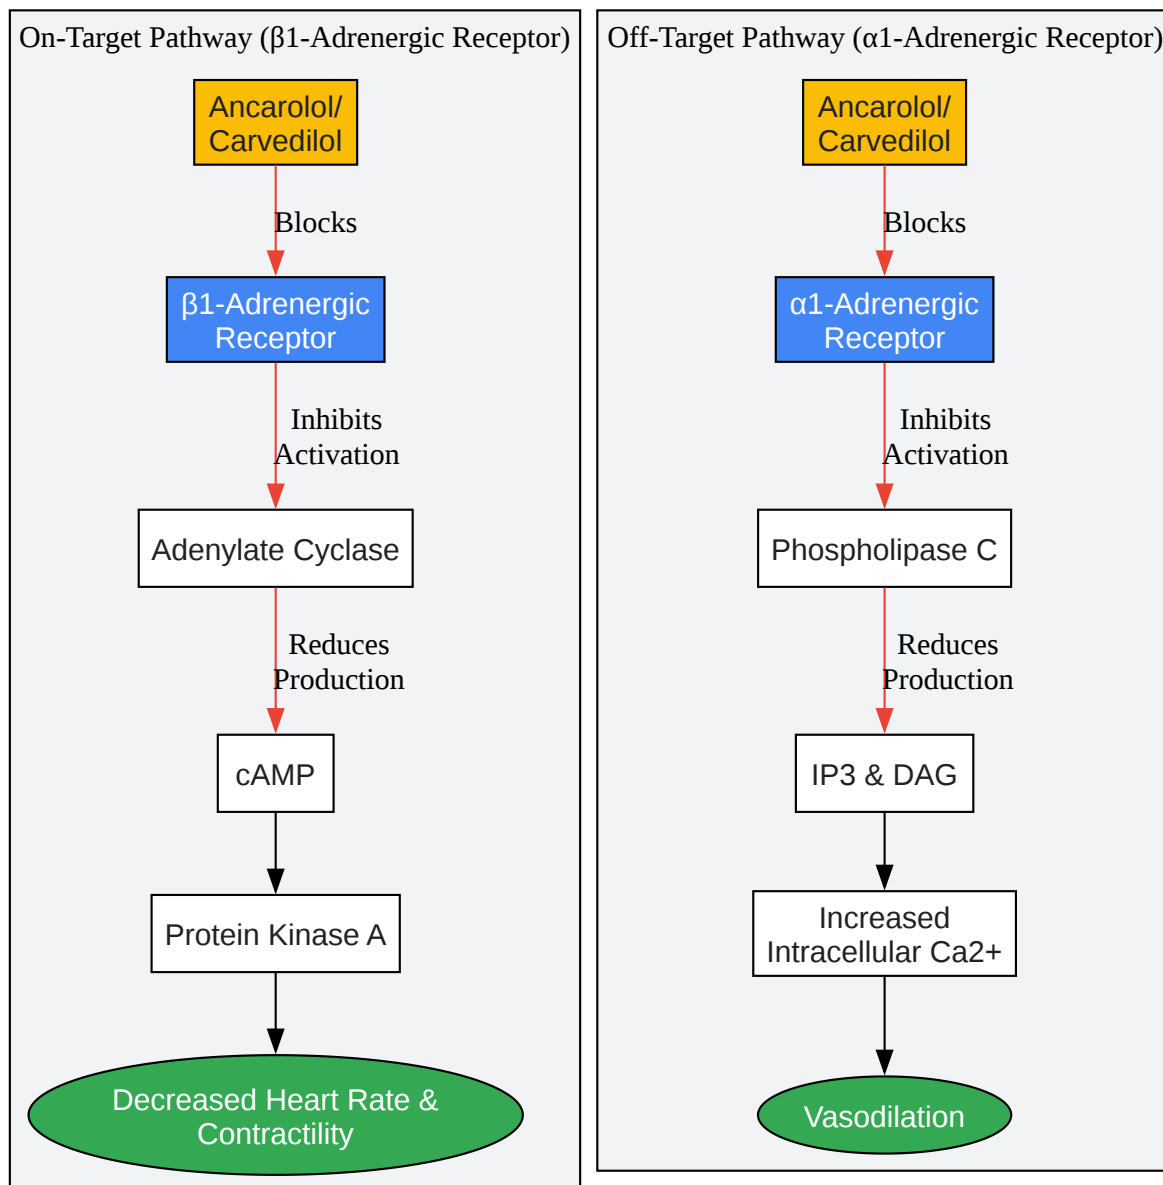 On-Target Pathway (β1-Adrenergic Receptor)
Ancarolol/
Carvedilol
Blocks
β1-Adrenergic
Receptor
Inhibits
Activation
Adenylate Cyclase
Reduces
Production
cAMP
Protein Kinase A
Decreased Heart Rate &
Contractility
Off-Target Pathway (α1-Adrenergic Receptor)
Ancarolol/
Carvedilol
Blocks
α1-Adrenergic
Receptor
Inhibits
Activation
Phospholipase C
Reduces
Production
IP3 & DAG
Increased
Intracellular Ca2+
Vasodilation